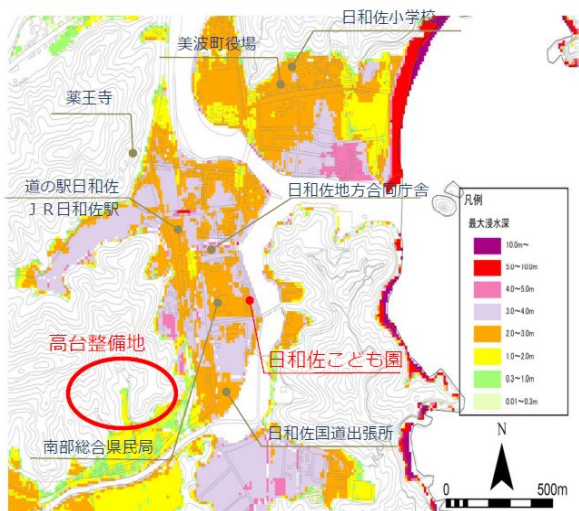 日和佐小学校
美波町役場
薬王寺
道の駅日和佐
ＪＲ日和佐駅
日和佐地方合同庁舎
高台整備地
日和佐こども園
南部総合県民局
日和佐国道出張所
凡例
最大浸水深
10.0m～
5.0～10.0m
4.0～5.0m
3.0～4.0m
2.0～3.0m
1.0～2.0m
0.3～1.0m
0.01～0.3m
N
0 500m